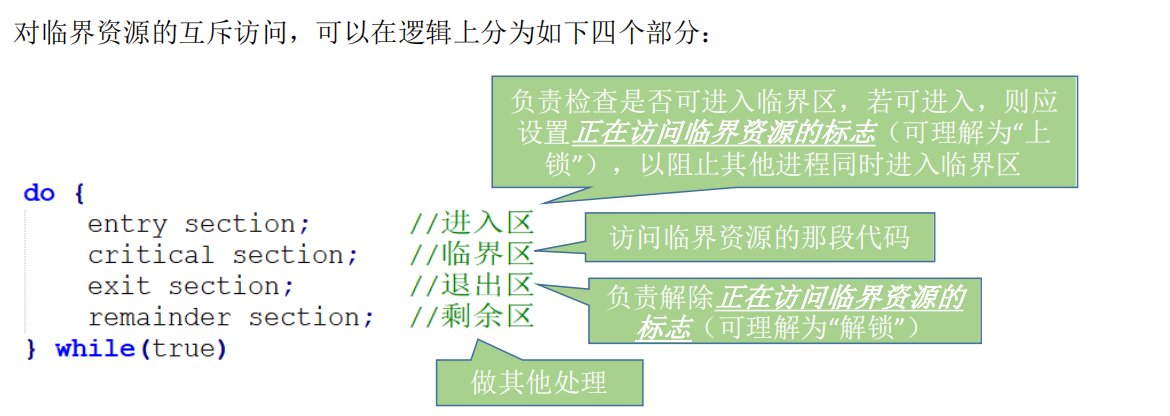 对临界资源的互斥访问，可以在逻辑上分为如下四个部分：
负责检查是否可进入临界区，若可进入，则应
设置正在访问临界资源的标志（可理解为“上
锁”），以阻止其他进程同时进入临界区
do {
entry section; //进入区
critical section; //临界区
访问临界资源的那段代码
exit section; //退出区
负责解除正在访问临界资源的
标志（可理解为“解锁”）
remainder section; //剩余区
} while(true)
做其他处理